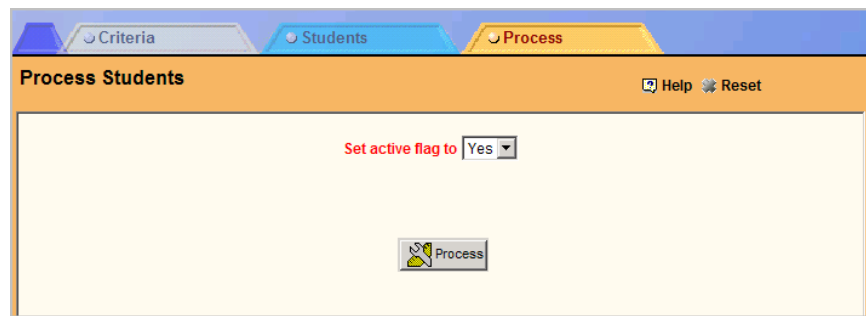 Criteria Students Process
Process Students Help Reset
Set active flag to Yes
Process